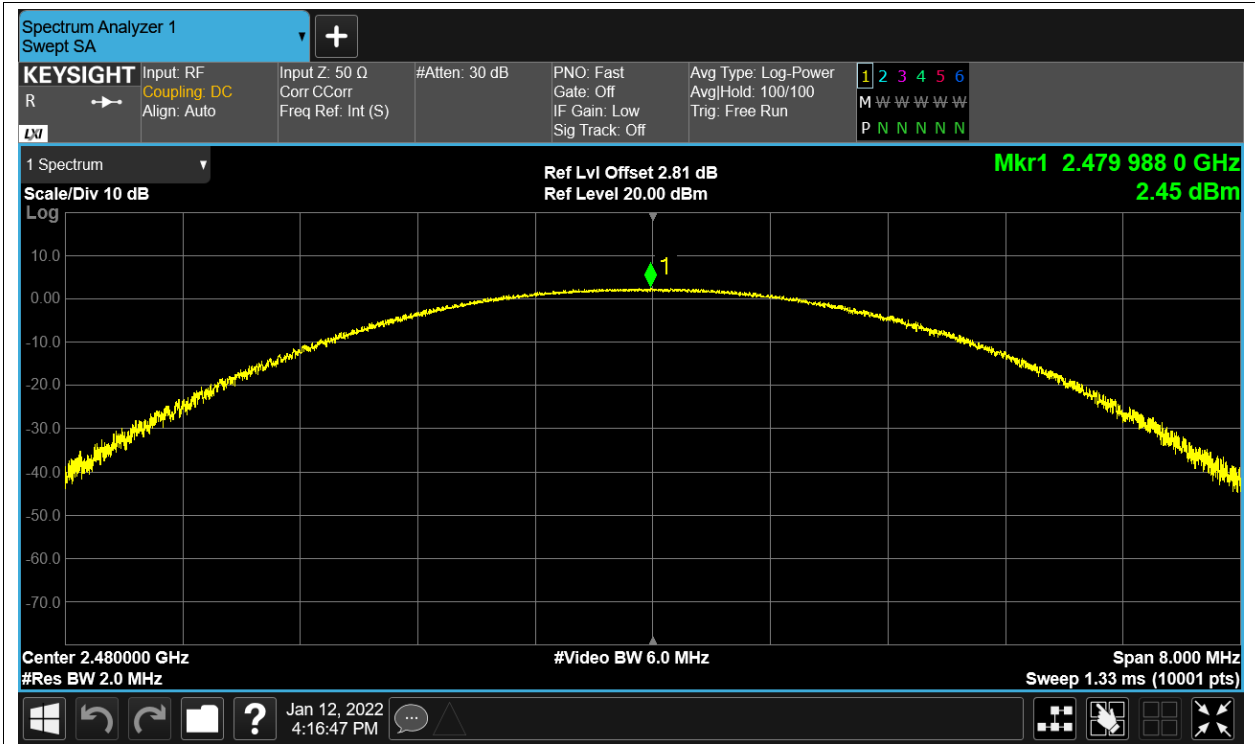 Spectrum Analyzer 1
Swept SA
KEYSIGHT
R
LXI
Input: RF
Coupling: DC
Align: Auto
Input Z: 50 Ω
Corr CCorr
Freq Ref: Int (S)
#Atten: 30 dB
PNO: Fast
Gate: Off
IF Gain: Low
Sig Track: Off
Avg Type: Log-Power
Avg|Hold: 100/100
Trig: Free Run
1 2 3 4 5 6
M W W W W W
P N N N N N
1 Spectrum
Scale/Div 10 dB
Log
Ref Lvl Offset 2.81 dB
Ref Level 20.00 dBm
Mkr1 2.479 988 0 GHz
2.45 dBm
1
10.0
0.00
-10.0
-20.0
-30.0
-40.0
-50.0
-60.0
-70.0
Center 2.480000 GHz
#Res BW 2.0 MHz
#Video BW 6.0 MHz
Span 8.000 MHz
Sweep 1.33 ms (10001 pts)
?
Jan 12, 2022
4:16:47 PM